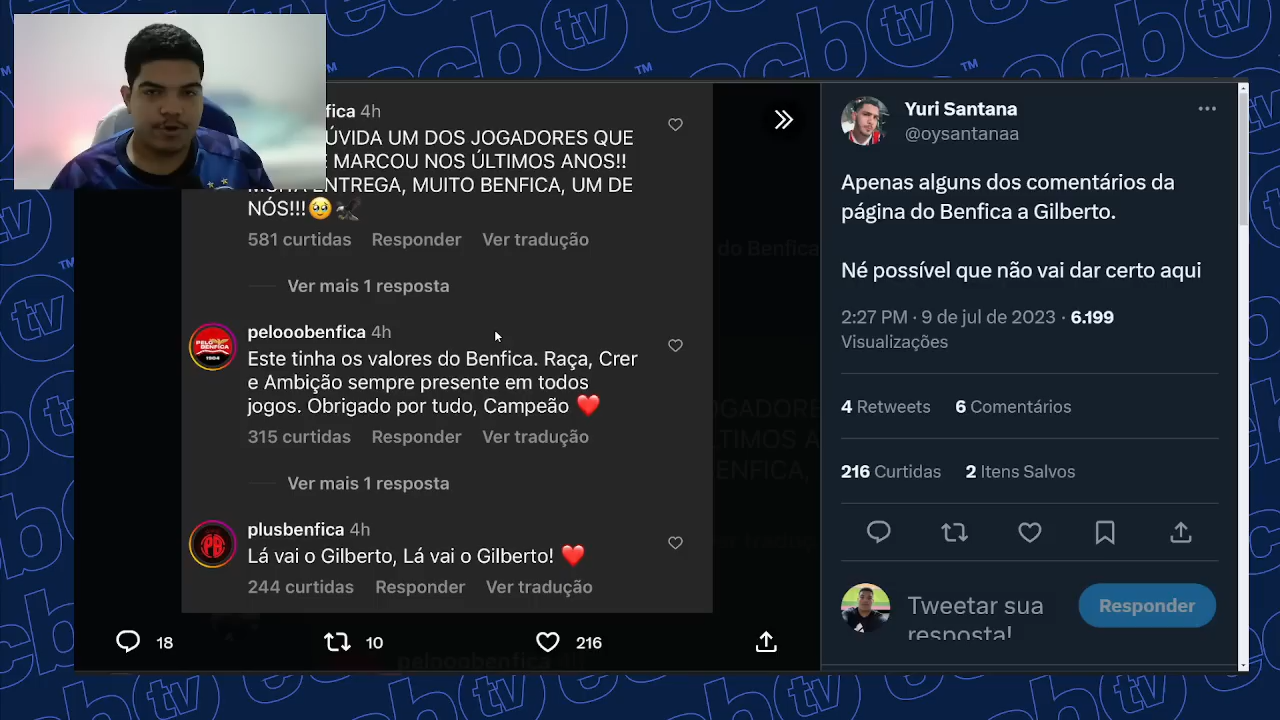 fica 4h
ÚVIDA UM DOS JOGADORES QUE
MARCOU NOS ÚLTIMOS ANOS!!
ENTREGA, MUITO BENFICA, UM DE
NÓS!!!🥹🦅
581 curtidas Responder Ver tradução
Ver mais 1 resposta
pelooobenfica 4h
Este tinha os valores do Benfica. Raça, Crer
e Ambição sempre presente em todos
jogos. Obrigado por tudo, Campeão ❤️
315 curtidas Responder Ver tradução
Ver mais 1 resposta
plusbenfica 4h
Lá vai o Gilberto, Lá vai o Gilberto! ❤️
244 curtidas Responder Ver tradução
18 10 216
Yuri Santana
@oysantanaa
Apenas alguns dos comentários da
página do Benfica a Gilberto.
Né possível que não vai dar certo aqui
2:27 PM · 9 de jul de 2023 · 6.199
Visualizações
4 Retweets 6 Comentários
216 Curtidas 2 Itens Salvos
Tweetar sua
resposta!
Responder
PELO
BENFICA
1904
PB
ecbtv
TM